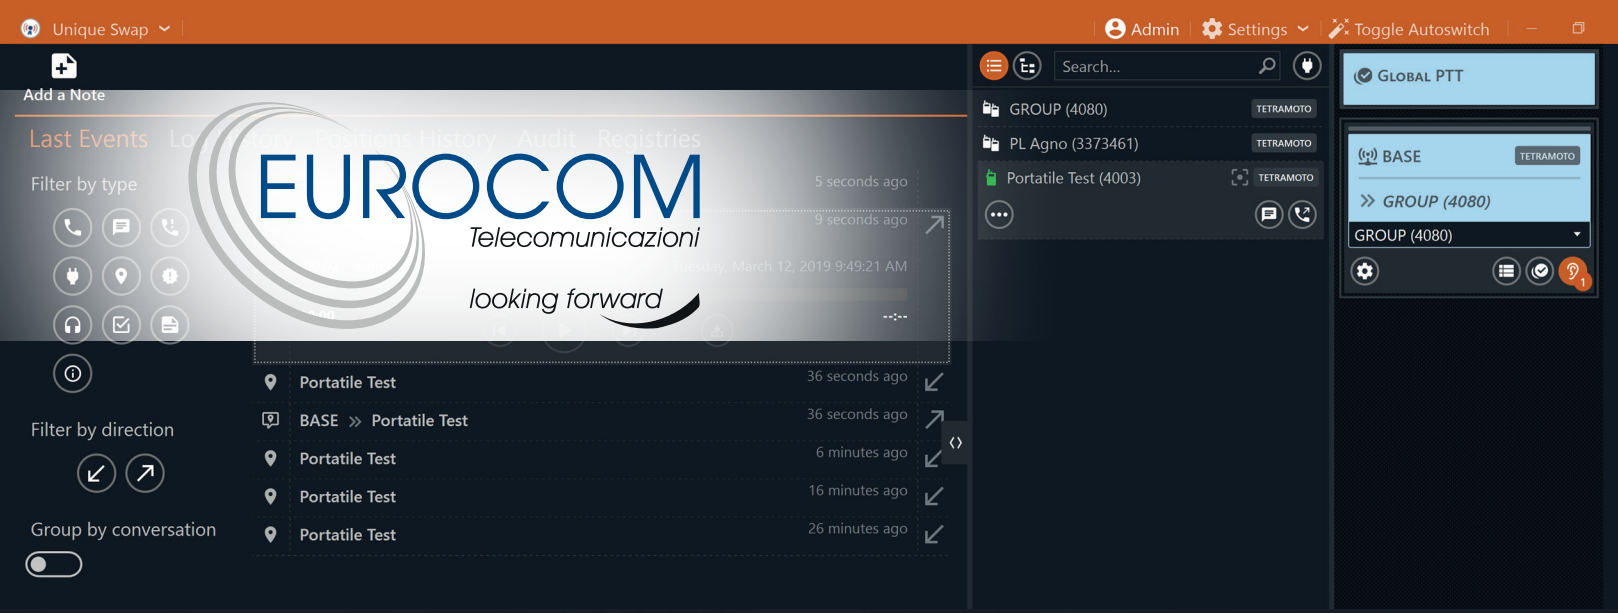 Unique Swap
Admin
Settings
Toggle Autoswitch
Add a Note
Last Events
History
Positions History
Audit
Registries
Filter by type
EUROCOM
Telecomunicazioni
looking forward
5 seconds ago
9 seconds ago
Tuesday, March 12, 2019 9:49:21 AM
--:--
Portatile Test
36 seconds ago
BASE >> Portatile Test
36 seconds ago
Portatile Test
6 minutes ago
Portatile Test
16 minutes ago
Portatile Test
26 minutes ago
Filter by direction
Group by conversation
Search...
GROUP (4080)
TETRAMOTO
PL Agno (3373461)
TETRAMOTO
Portatile Test (4003)
TETRAMOTO
GLOBAL PTT
BASE
TETRAMOTO
>> GROUP (4080)
GROUP (4080)
1